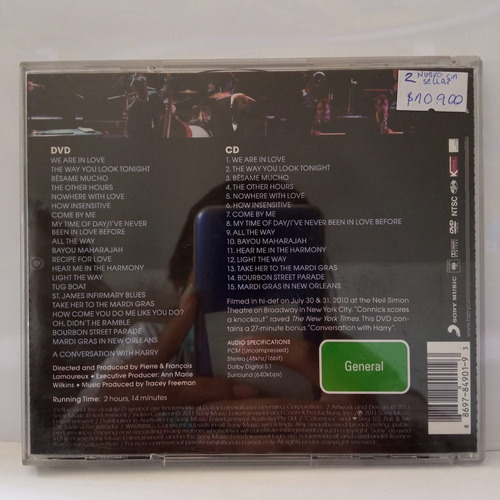 2 NUEVO sin
sellar
$10.900
DVD
WE ARE IN LOVE
THE WAY YOU LOOK TONIGHT
BÉSAME MUCHO
THE OTHER HOURS
NOWHERE WITH LOVE
HOW INSENSITIVE
COME BY ME
MY TIME OF DAY/I'VE NEVER
BEEN IN LOVE BEFORE
ALL THE WAY
BAYOU MAHARAJAH
RECIPE FOR LOVE
HEAR ME IN THE HARMONY
LIGHT THE WAY
TUG BOAT
ST. JAMES INFIRMARY BLUES
TAKE HER TO THE MARDI GRAS
HOW COME YOU DO ME LIKE YOU DO?
OH, DIDN'T HE RAMBLE
BOURBON STREET PARADE
MARDI GRAS IN NEW ORLEANS
A CONVERSATION WITH HARRY
Directed and Produced by Pierre & François
Lamoureux • Executive Producer: Ann Marie
Wilkins • Music Produced by Tracey Freeman
Running Time: 2 hours, 14 minutes
CD
1. WE ARE IN LOVE
2. THE WAY YOU LOOK TONIGHT
3. BÉSAME MUCHO
4. THE OTHER HOURS
5. NOWHERE WITH LOVE
6. HOW INSENSITIVE
7. COME BY ME
8. MY TIME OF DAY/I'VE NEVER BEEN IN LOVE BEFORE
9. ALL THE WAY
10. BAYOU MAHARAJAH
11. HEAR ME IN THE HARMONY
12. LIGHT THE WAY
13. TAKE HER TO THE MARDI GRAS
14. BOURBON STREET PARADE
15. MARDI GRAS IN NEW ORLEANS
Filmed in hi-def on July 30 & 31, 2010 at the Neil Simon
Theatre on Broadway in New York City. "Connick scores
a knockout" raved The New York Times. This DVD contains
a 27-minute bonus "Conversation with Harry".
AUDIO SPECIFICATIONS
PCM (Uncompressed)
Stereo (48khz/16bit)
Dolby Digital 5.1
Surround (640kbps)
General
NTSC
DVD
SONY MUSIC
8 8697-84901-9 3